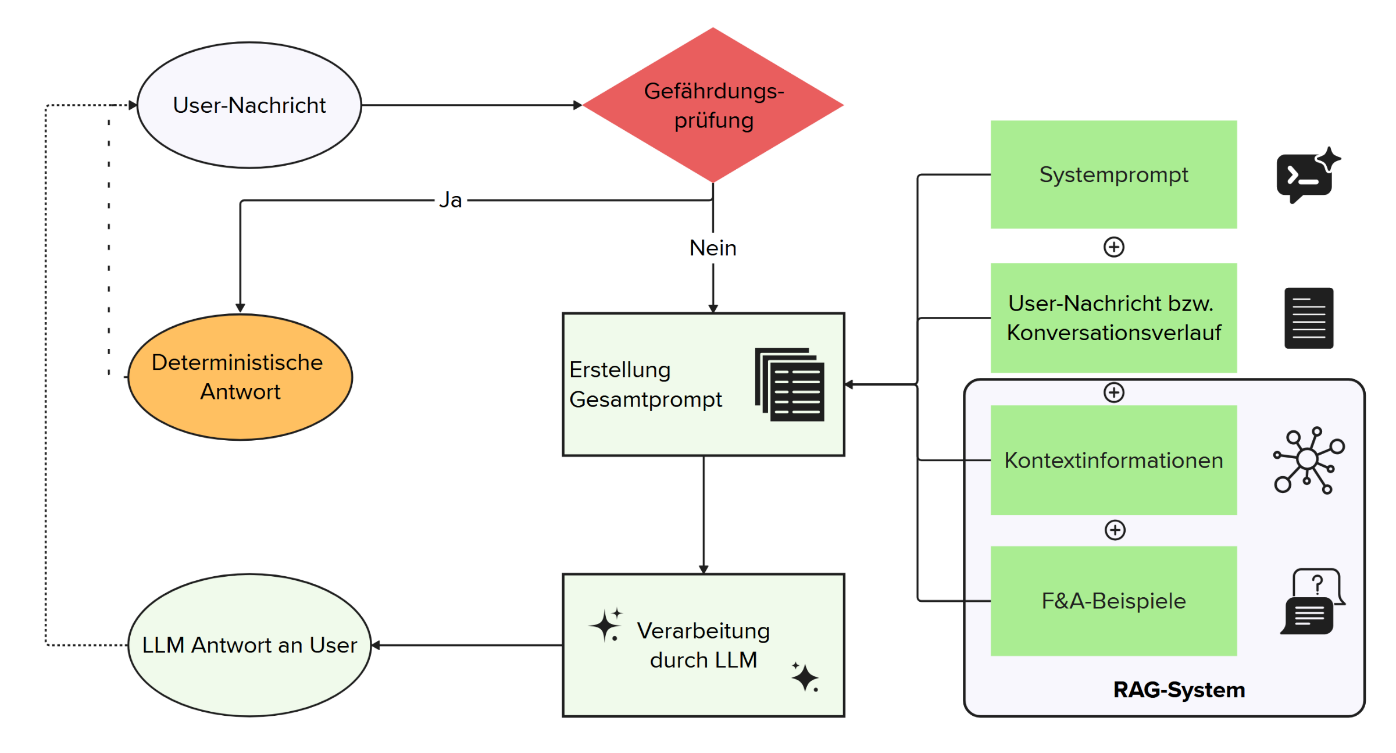 User-Nachricht
Gefährdungs-
prüfung
Ja
Nein
Deterministische
Antwort
Erstellung
Gesamtprompt
Verarbeitung
durch LLM
LLM Antwort an User
Systemprompt
User-Nachricht bzw.
Konversationsverlauf
Kontextinformationen
F&A-Beispiele
?
RAG-System